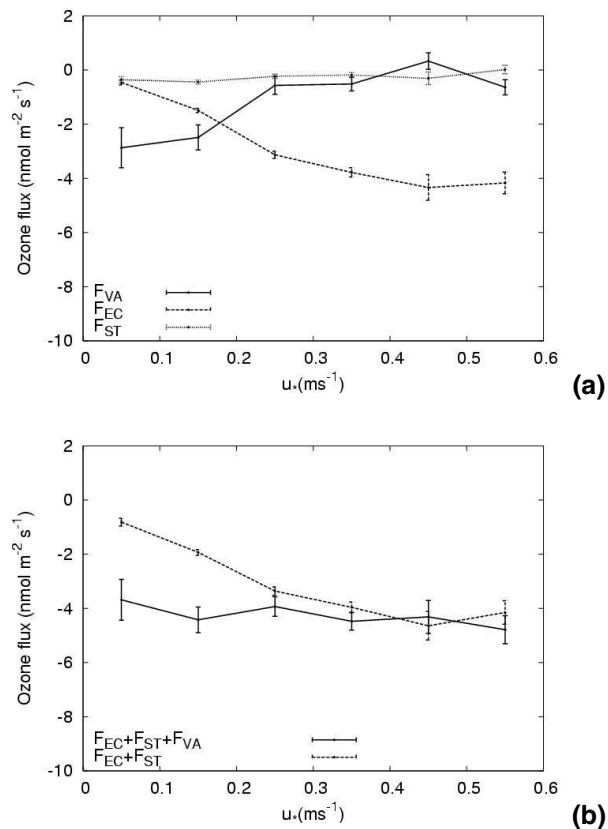 2
0
-2
-4
-6
-8
-10
Ozone flux (nmol m⁻² s⁻¹)
F_VA
F_EC
F_ST
0 0.1 0.2 0.3 0.4 0.5 0.6
u*(ms⁻¹)
(a)
2
0
-2
-4
-6
-8
-10
Ozone flux (nmol m⁻² s⁻¹)
F_EC+F_ST+F_VA
F_EC+F_ST
0 0.1 0.2 0.3 0.4 0.5 0.6
u*(ms⁻¹)
(b)